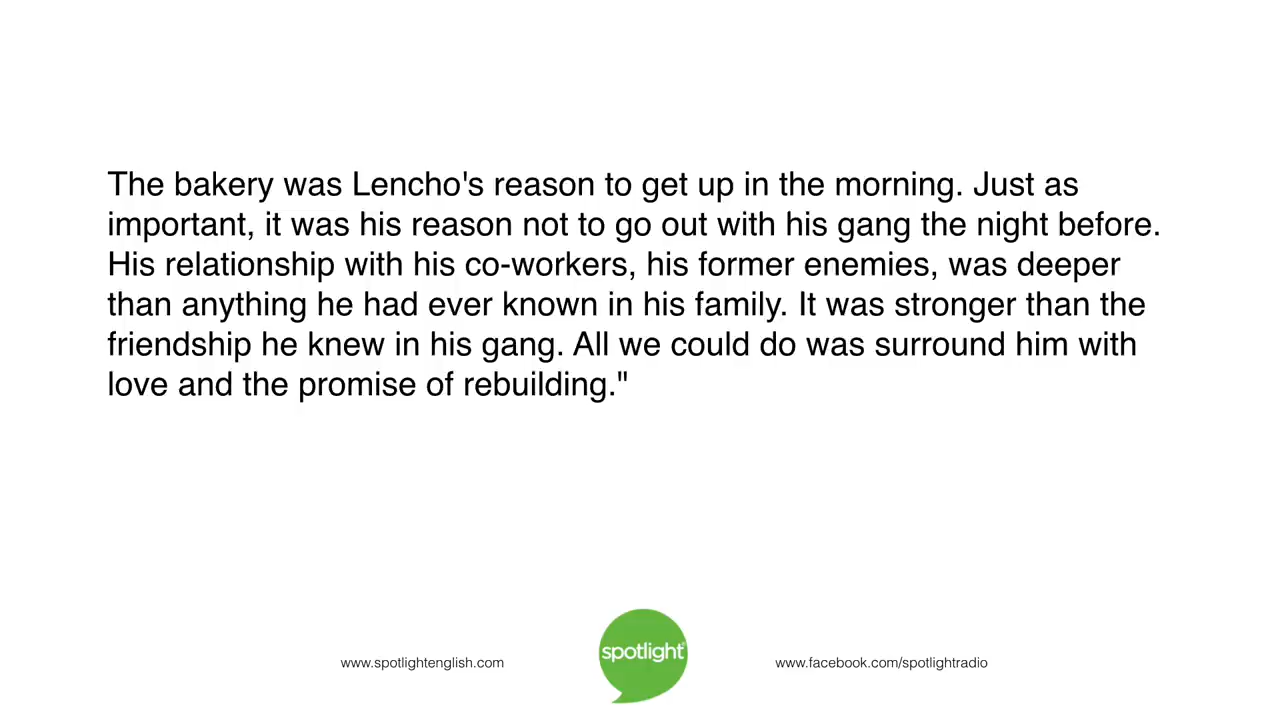 The bakery was Lencho's reason to get up in the morning. Just as
important, it was his reason not to go out with his gang the night before.
His relationship with his co-workers, his former enemies, was deeper
than anything he had ever known in his family. It was stronger than the
friendship he knew in his gang. All we could do was surround him with
love and the promise of rebuilding."
www.spotlightenglish.com
spotlight
www.facebook.com/spotlightradio